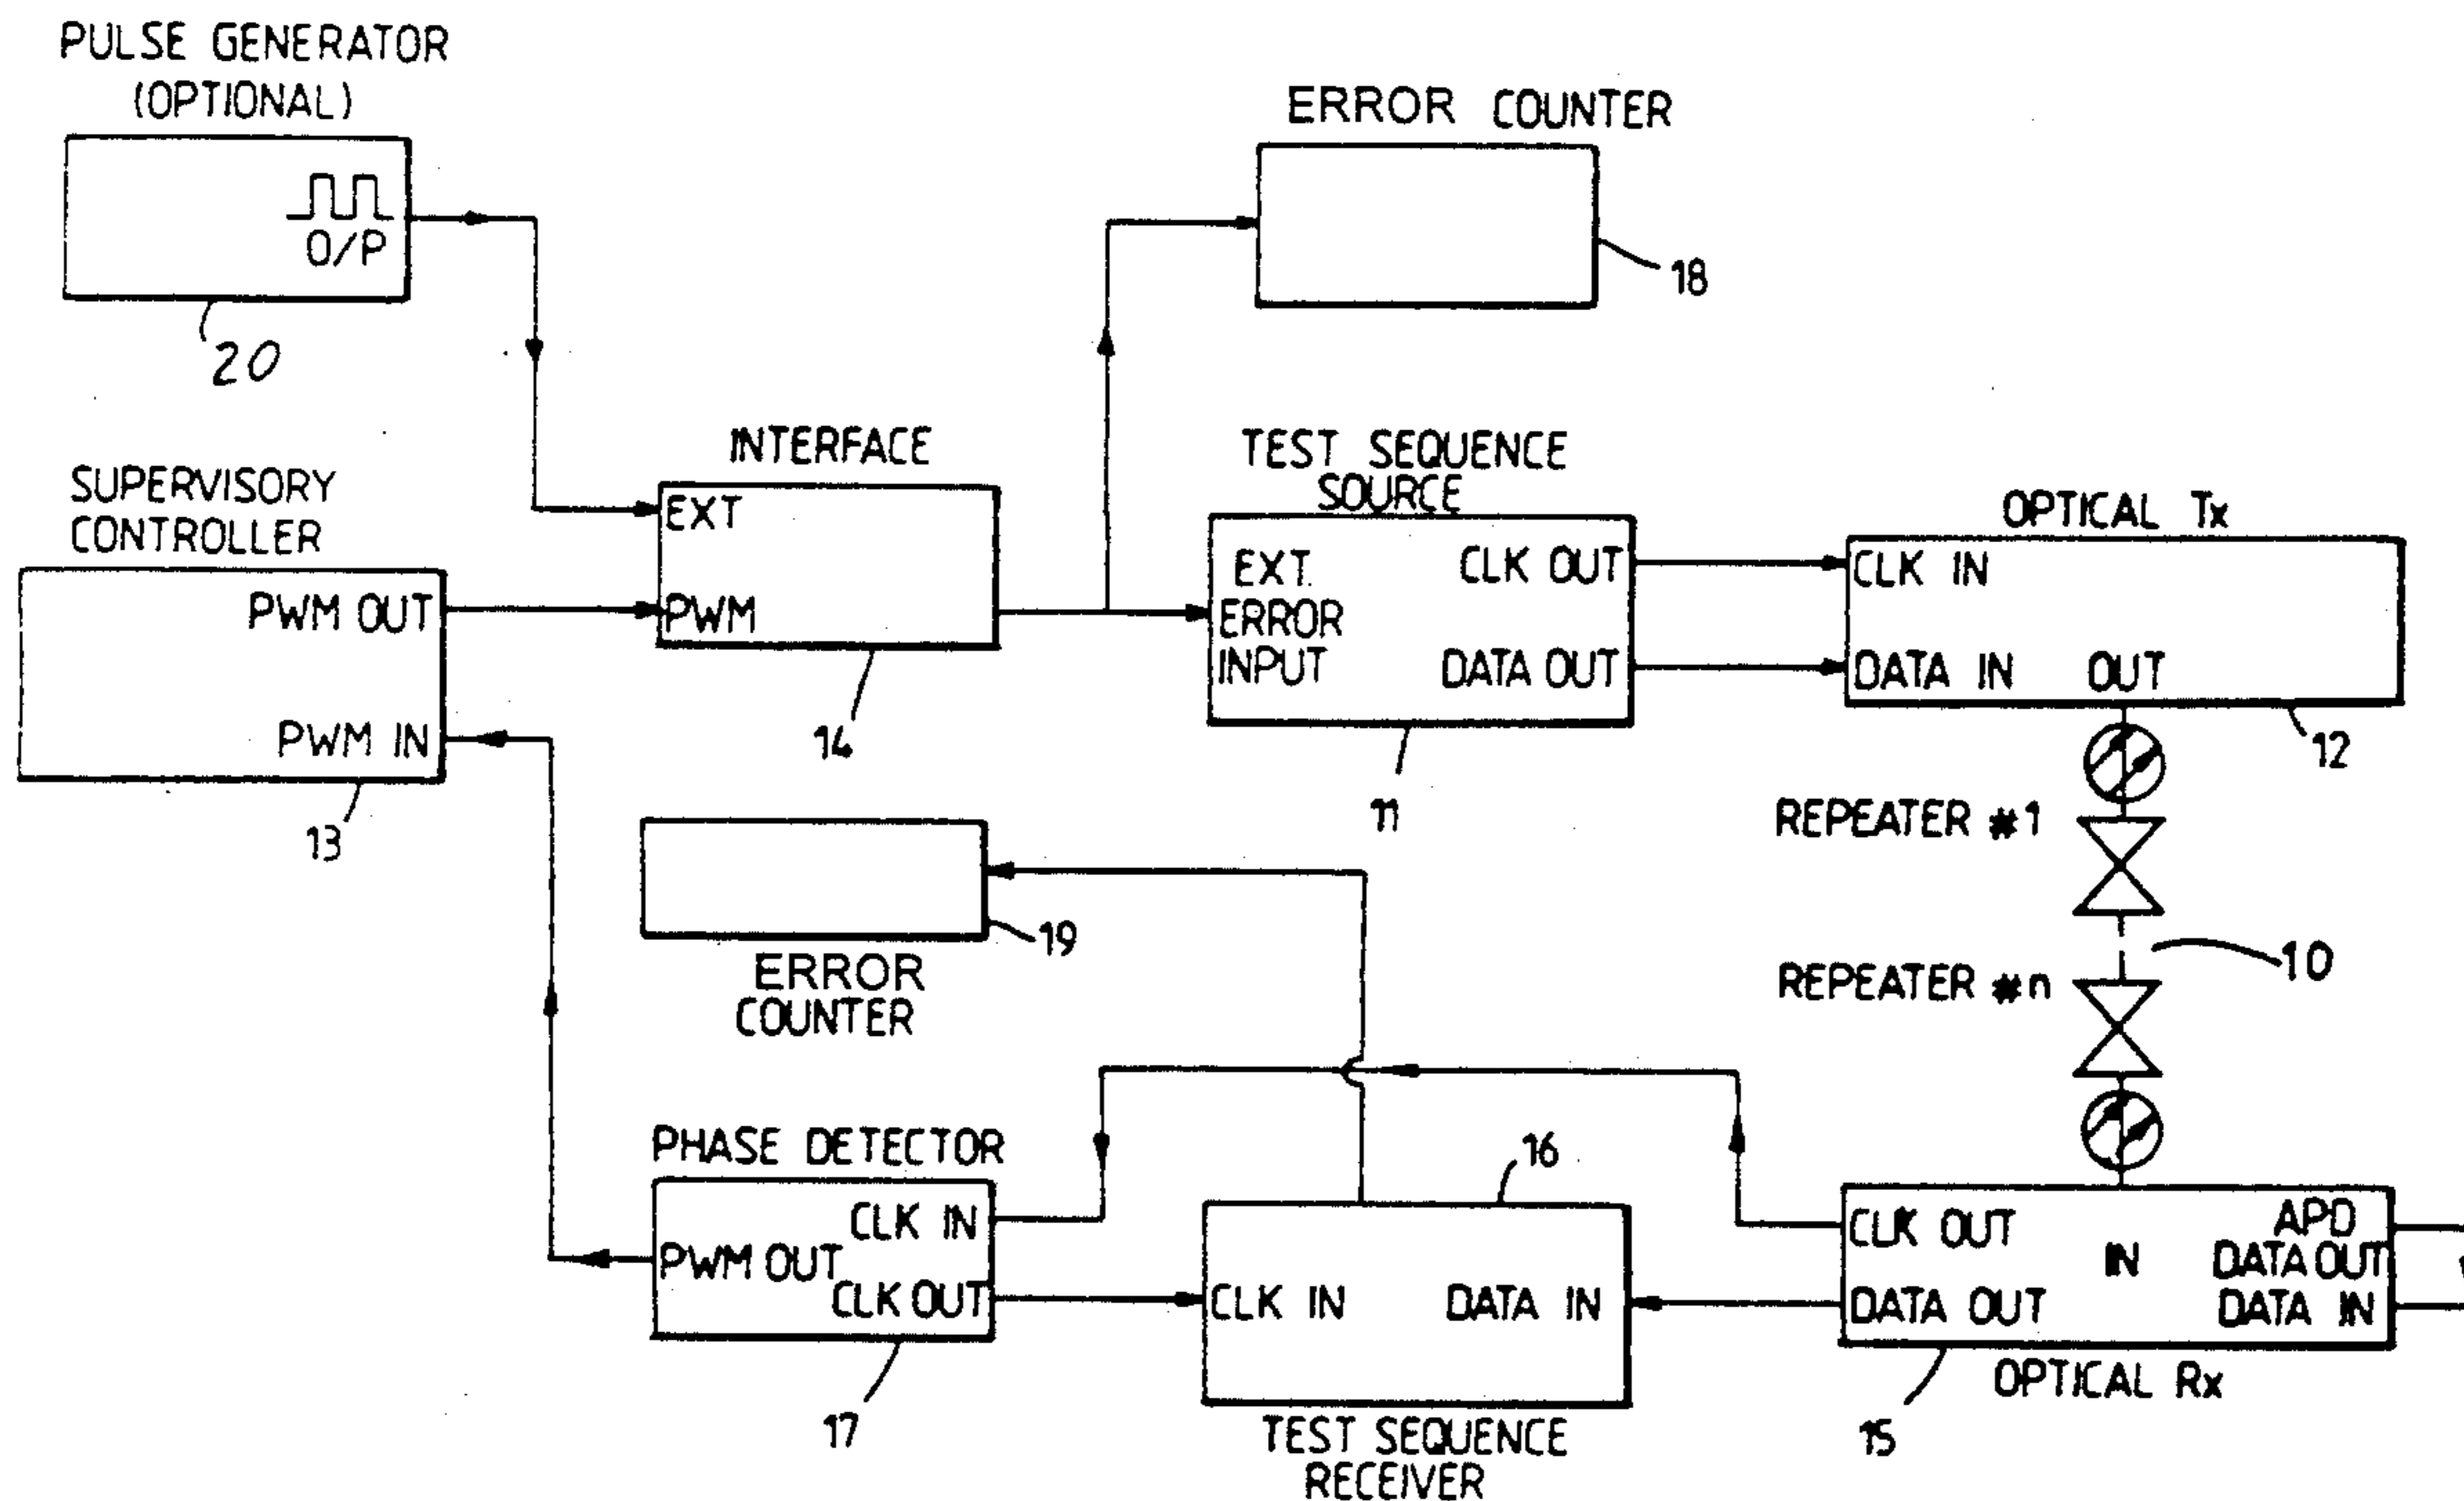 PULSE GENERATOR
(OPTIONAL)
O/P
20
ERROR COUNTER
18
INTERFACE
EXT
PWM
14
SUPERVISORY
CONTROLLER
PWM OUT
PWM IN
13
TEST SEQUENCE
SOURCE
EXT.
ERROR
INPUT
CLK OUT
DATA OUT
11
OPTICAL Tx
CLK IN
DATA IN OUT
12
REPEATER #1
10
REPEATER #n
19
ERROR
COUNTER
PHASE DETECTOR
CLK IN
PWM OUT
CLK OUT
17
16
CLK IN DATA IN
TEST SEQUENCE
RECEIVER
CLK OUT
DATA OUT
IN
APD
DATA OUT
DATA IN
OPTICAL Rx
15